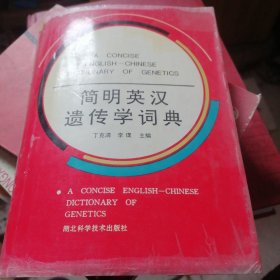 A CONCISE
ENGLISH—CHINESE
DICTIONARY OF GENETICS
简明英汉
遗传学词典
丁克清 李璞 主编
A CONCISE ENGLISH—CHINESE
DICTIONARY OF
GENETICS
湖北科学技术出版社